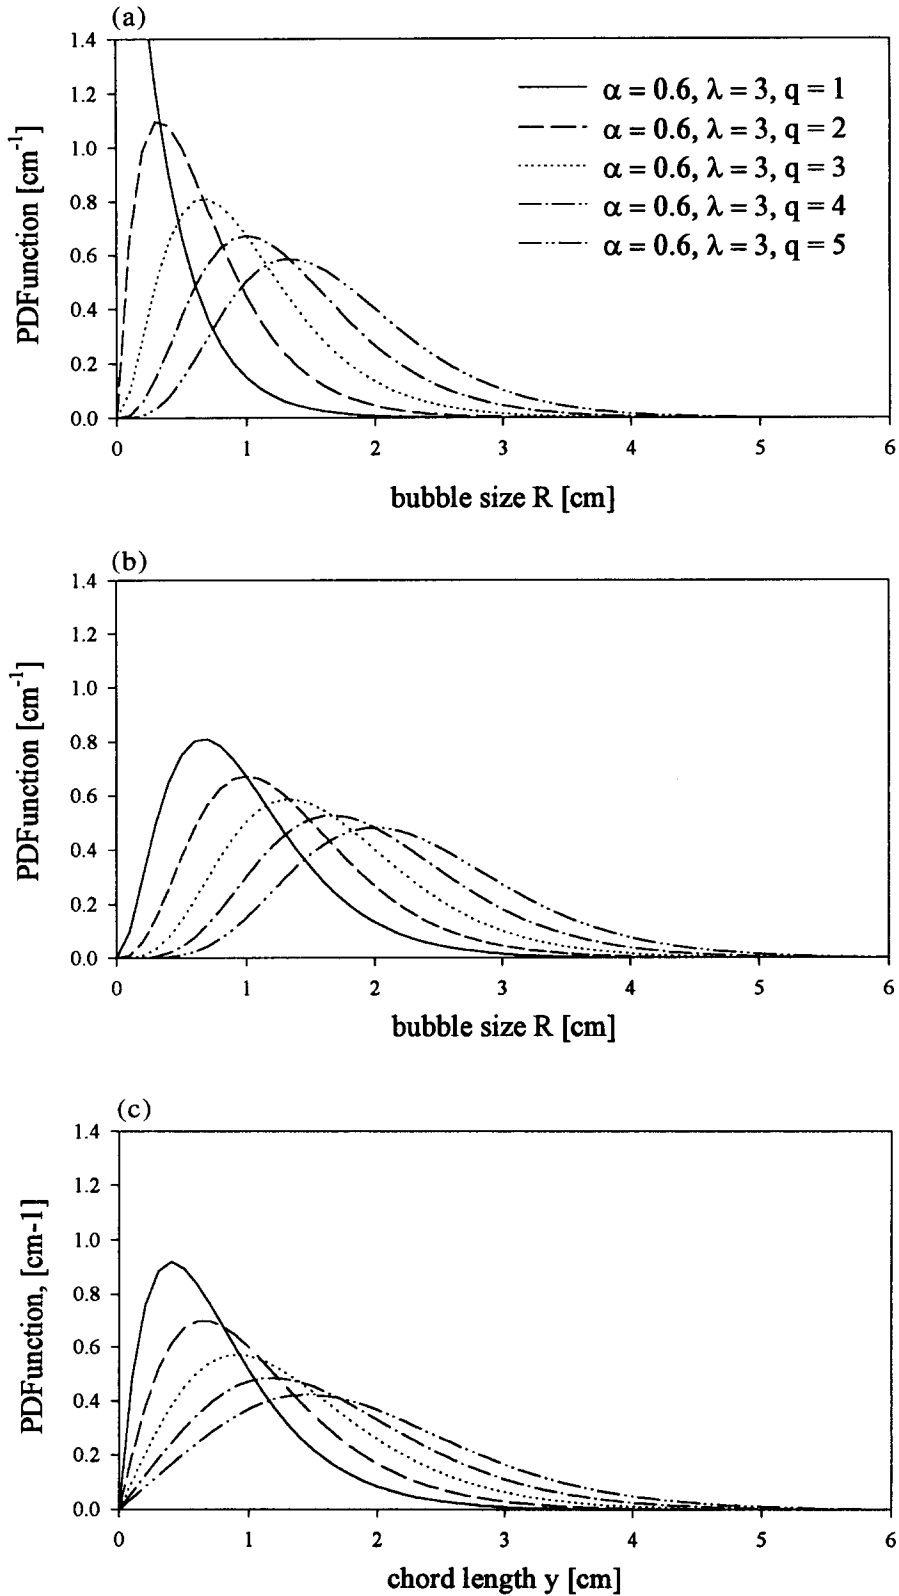 (a)
1.4
1.2
1.0
0.8
0.6
0.4
0.2
0.0
PDFunction [cm-1]
α = 0.6, λ = 3, q = 1
α = 0.6, λ = 3, q = 2
α = 0.6, λ = 3, q = 3
α = 0.6, λ = 3, q = 4
α = 0.6, λ = 3, q = 5
0 1 2 3 4 5 6
bubble size R [cm]
(b)
1.4
1.2
1.0
0.8
0.6
0.4
0.2
0.0
PDFunction [cm-1]
0 1 2 3 4 5 6
bubble size R [cm]
(c)
1.4
1.2
1.0
0.8
0.6
0.4
0.2
0.0
PDFunction, [cm-1]
0 1 2 3 4 5 6
chord length y [cm]